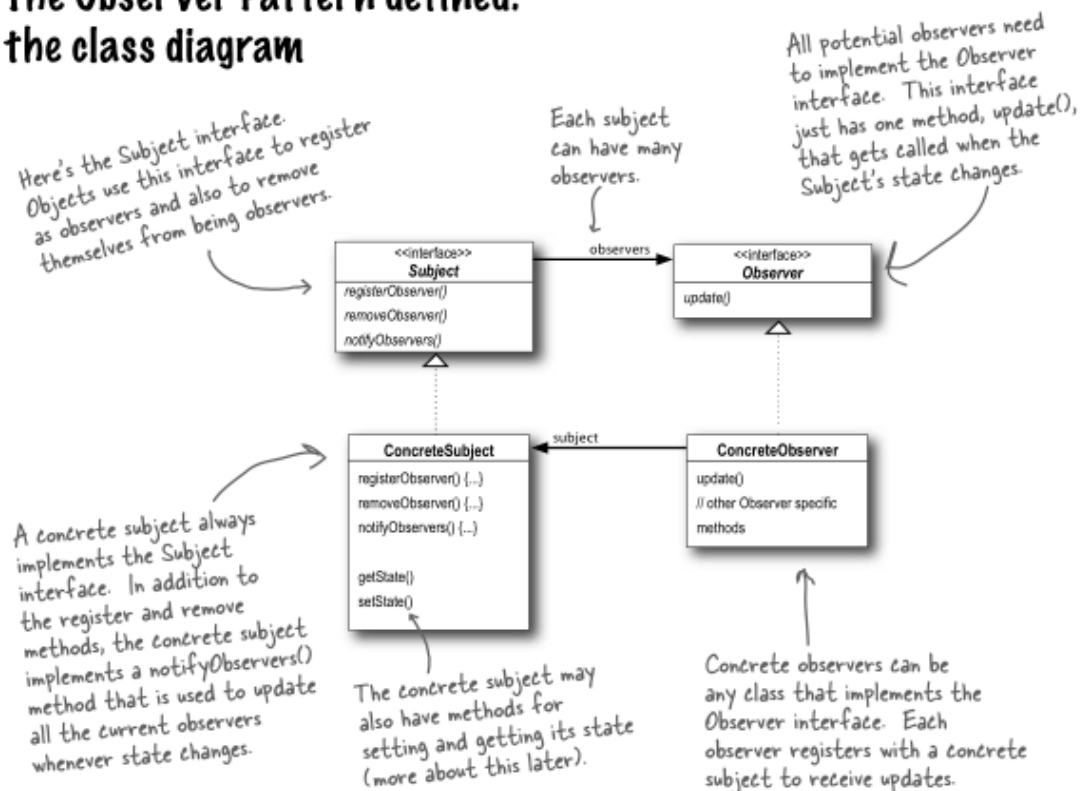 The Observer Pattern defined:
the class diagram
All potential observers need
to implement the Observer
interface. This interface
just has one method, update(),
that gets called when the
Subject's state changes.
Each subject
can have many
observers.
Here's the Subject interface.
Objects use this interface to register
as observers and also to remove
themselves from being observers.
<<interface>>
Subject
registerObserver()
removeObserver()
notifyObservers()
observers
<<interface>>
Observer
update()
ConcreteSubject
registerObserver() {...}
removeObserver() {...}
notifyObservers() {...}
getState()
setState()
subject
ConcreteObserver
update()
// other Observer specific
methods
A concrete subject always
implements the Subject
interface. In addition to
the register and remove
methods, the concrete subject
implements a notifyObservers()
method that is used to update
all the current observers
whenever state changes.
The concrete subject may
also have methods for
setting and getting its state
(more about this later).
Concrete observers can be
any class that implements the
Observer interface. Each
observer registers with a concrete
subject to receive updates.